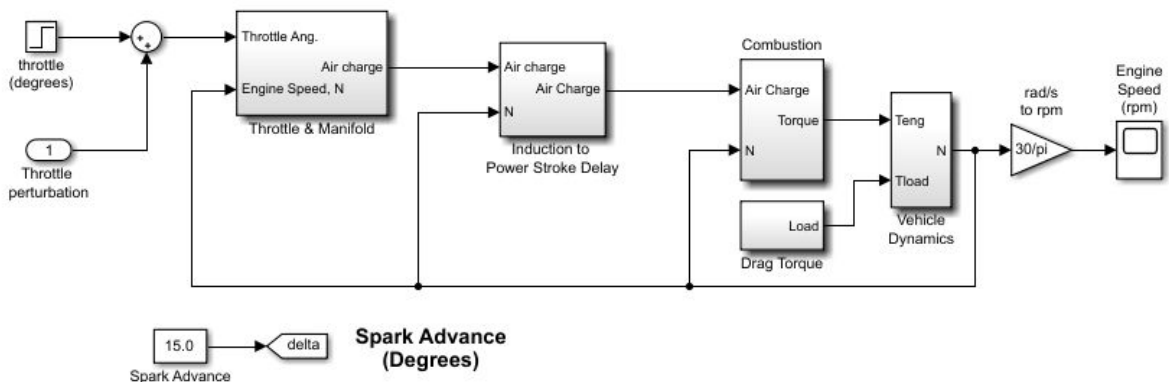 throttle
(degrees)
+
+
1
Throttle
perturbation
Throttle Ang.
Air charge
Engine Speed, N
Throttle & Manifold
Air charge
Air Charge
N
Induction to
Power Stroke Delay
Combustion
Air Charge
Torque
N
Load
Drag Torque
Teng
N
Tload
Vehicle
Dynamics
rad/s
to rpm
30/pi
Engine
Speed
(rpm)
15.0
Spark Advance
delta
Spark Advance
(Degrees)